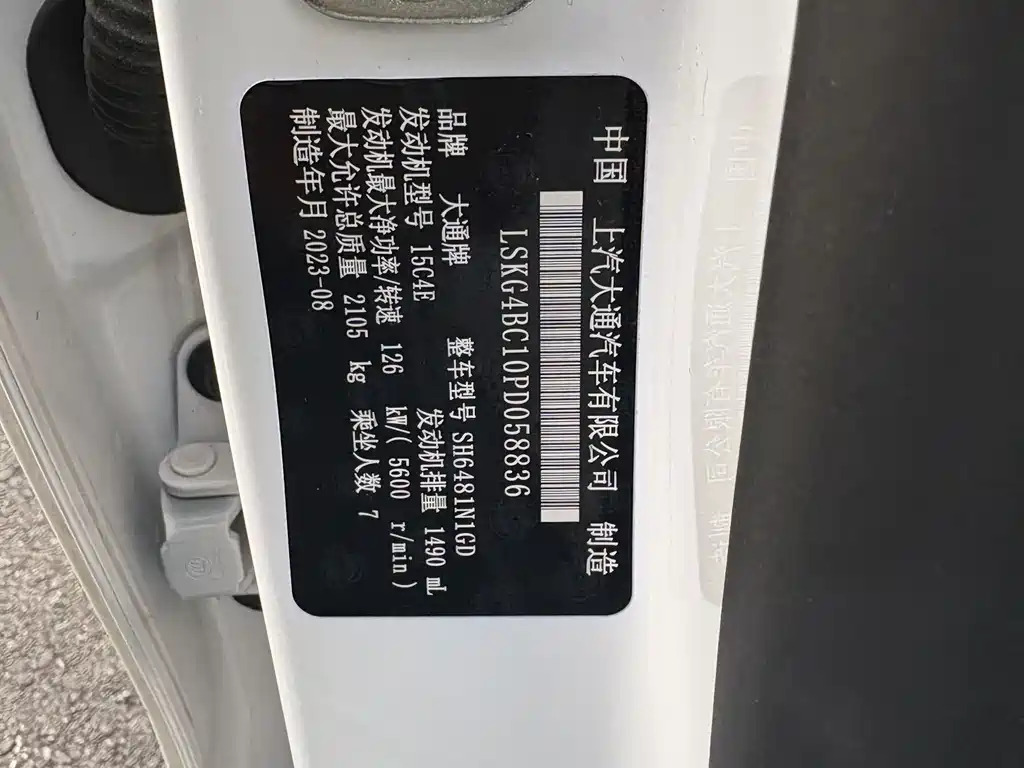 中国 上汽大通汽车有限公司 制造
LSKG4BC10PD058836
品牌 大通牌 整车型号 SH6481N1GD
发动机型号 15C4E 发动机排量 1490 mL
发动机最大净功率/转速 126 kW/( 5600 r/min)
最大允许总质量 2105 kg 乘坐人数 7
制造年月 2023-08